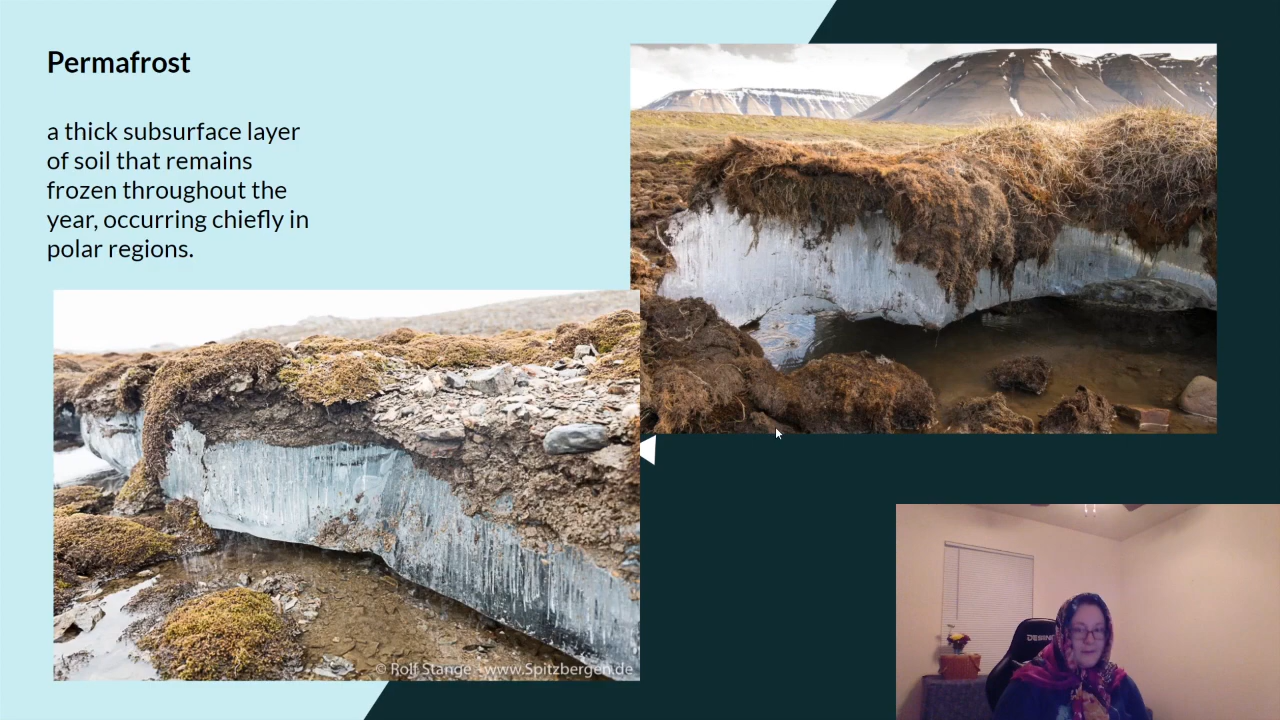 Permafrost
a thick subsurface layer
of soil that remains
frozen throughout the
year, occurring chiefly in
polar regions.
© Rolf Stange - www.Spitzbergen.de